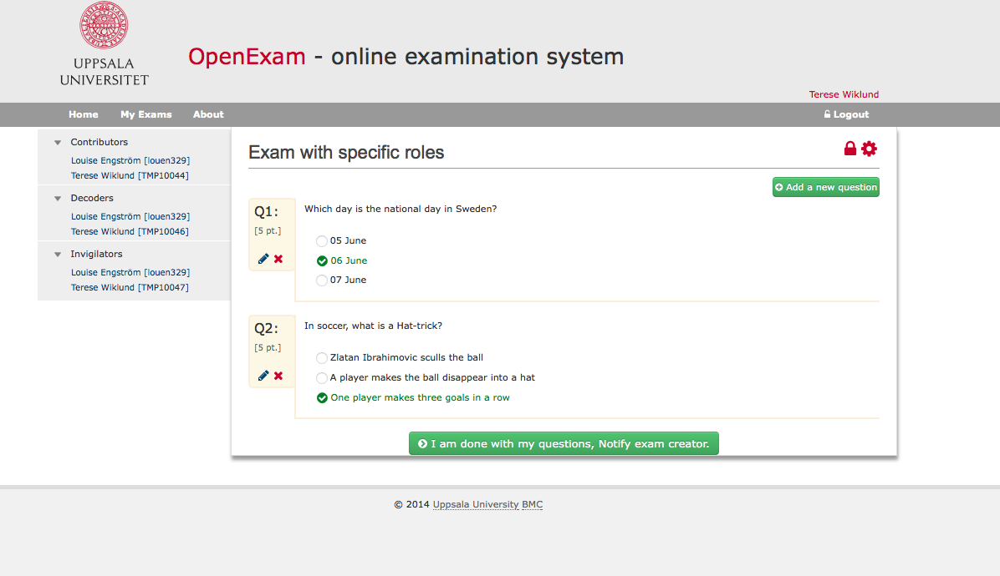 UPPSALA
UNIVERSITET
OpenExam - online examination system
Terese Wiklund
Home My Exams About Logout
Contributors
Louise Engström [louen329]
Terese Wiklund [TMP10044]
Decoders
Louise Engström [louen329]
Terese Wiklund [TMP10046]
Invigilators
Louise Engström [louen329]
Terese Wiklund [TMP10047]
Exam with specific roles
Add a new question
Q1:
[5 pt.]
Which day is the national day in Sweden?
05 June
06 June
07 June
Q2:
[5 pt.]
In soccer, what is a Hat-trick?
Zlatan Ibrahimovic sculls the ball
A player makes the ball disappear into a hat
One player makes three goals in a row
I am done with my questions, Notify exam creator.
© 2014 Uppsala University BMC